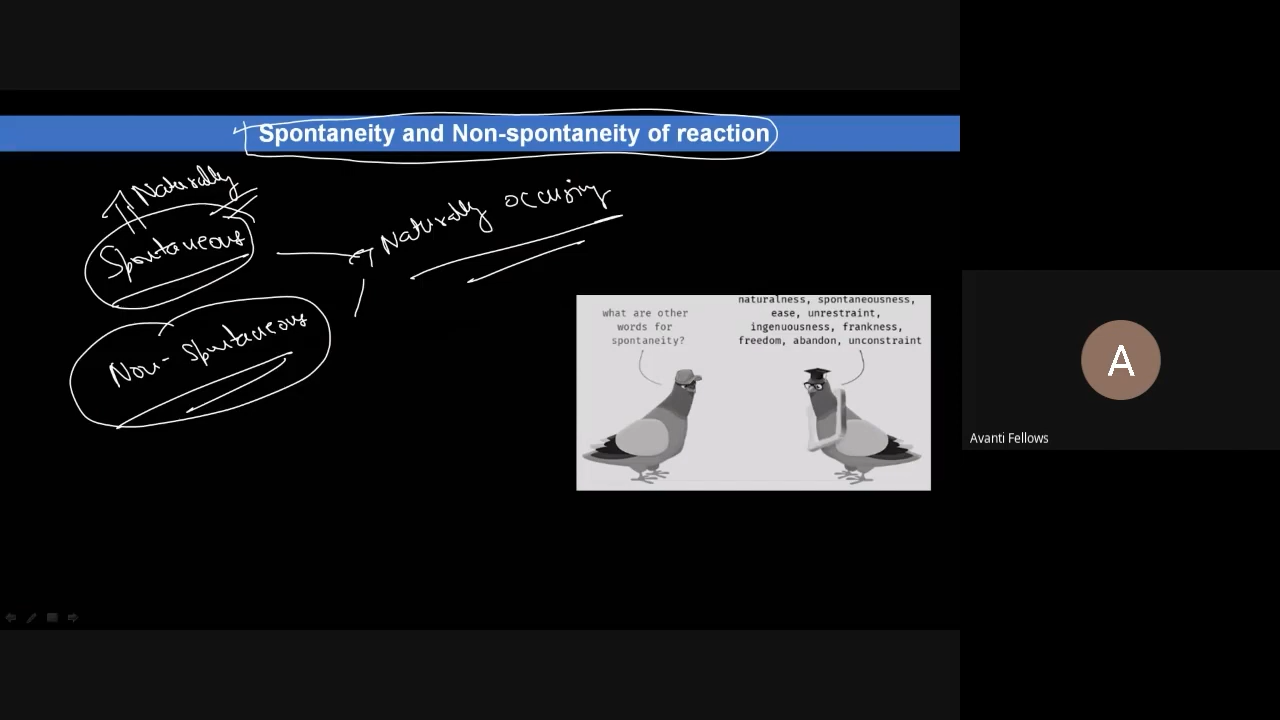 Spontaneity and Non-spontaneity of reaction
Naturally
Spontaneous
Naturally occusing
Non-Spontaneous
what are other
words for
spontaneity?
naturalness, spontaneousness,
ease, unrestraint,
ingenuousness, frankness,
freedom, abandon, unconstraint
A
Avanti Fellows